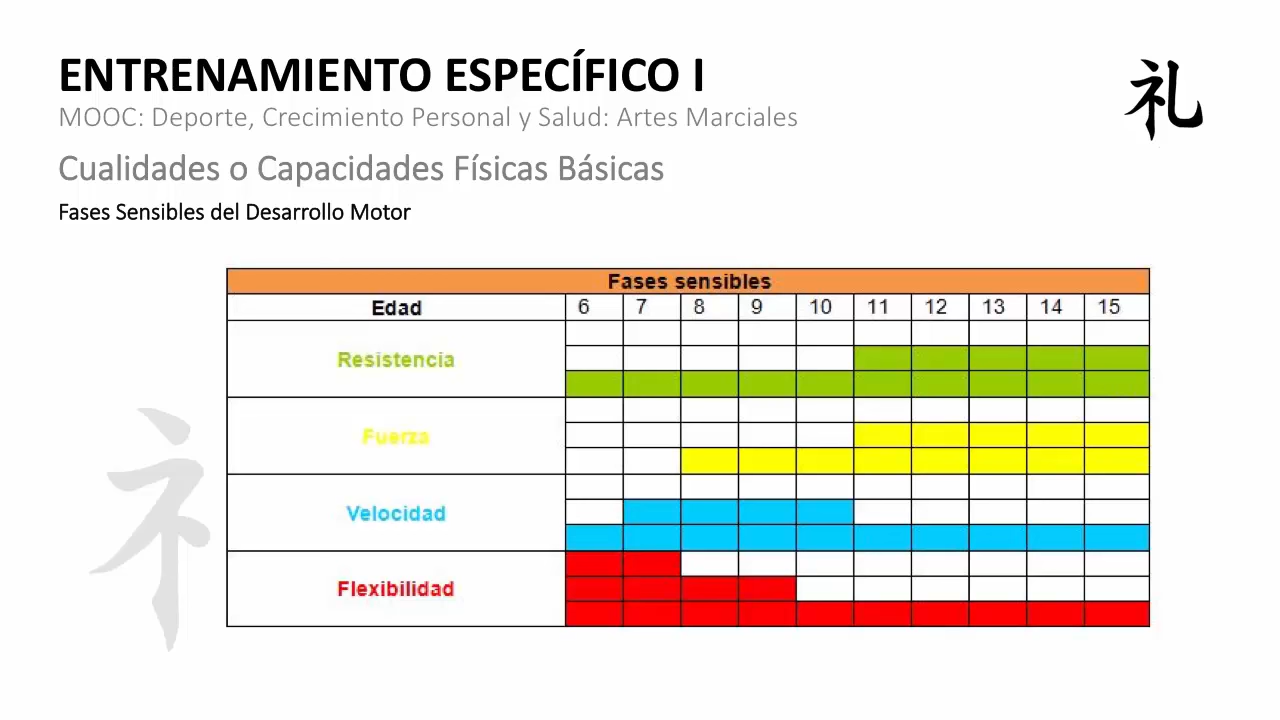 ENTRENAMIENTO ESPECÍFICO I
MOOC: Deporte, Crecimiento Personal y Salud: Artes Marciales
礼
Cualidades o Capacidades Físicas Básicas
Fases Sensibles del Desarrollo Motor
Fases sensibles
Edad 6 7 8 9 10 11 12 13 14 15
Resistencia
Fuerza
Velocidad
Flexibilidad